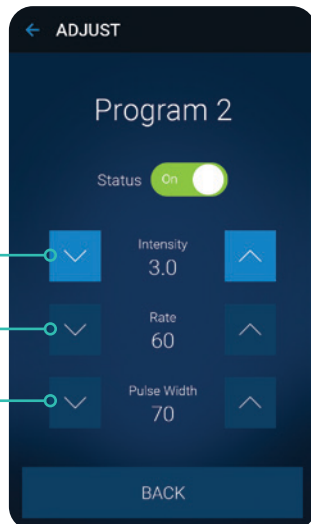 ADJUST
Program 2
Status On
Intensity
3.0
Rate
60
Pulse Width
70
BACK